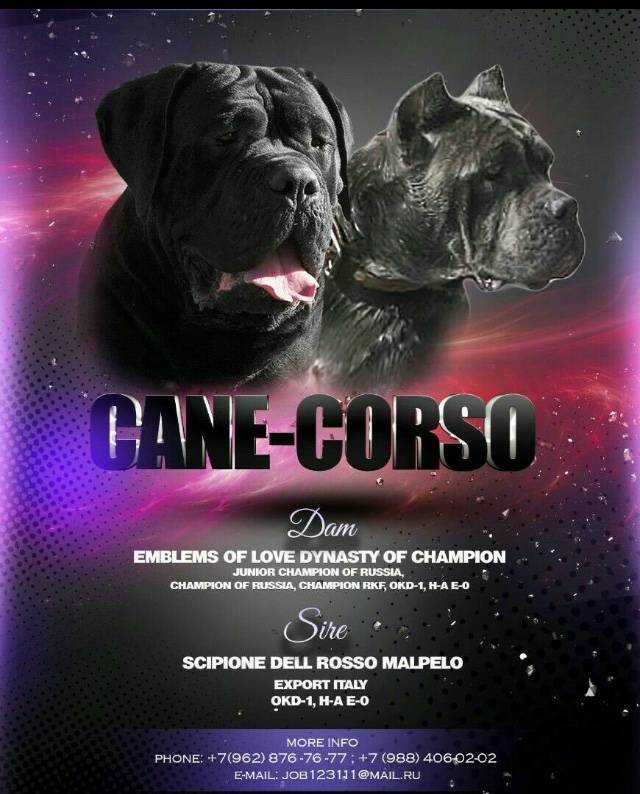 CANE-CORSO
Dam
EMBLEMS OF LOVE DYNASTY OF CHAMPION
JUNIOR CHAMPION OF RUSSIA,
CHAMPION OF RUSSIA, CHAMPION RKF, OKD-1, H-A E-0
Sire
SCIPIONE DELL ROSSO MALPELO
EXPORT ITALY
OKD-1, H-A E-0
MORE INFO
PHONE: +7(962) 876-76-77 ; +7 (988) 406-02-02
E-MAIL: JOB123111@MAIL.RU